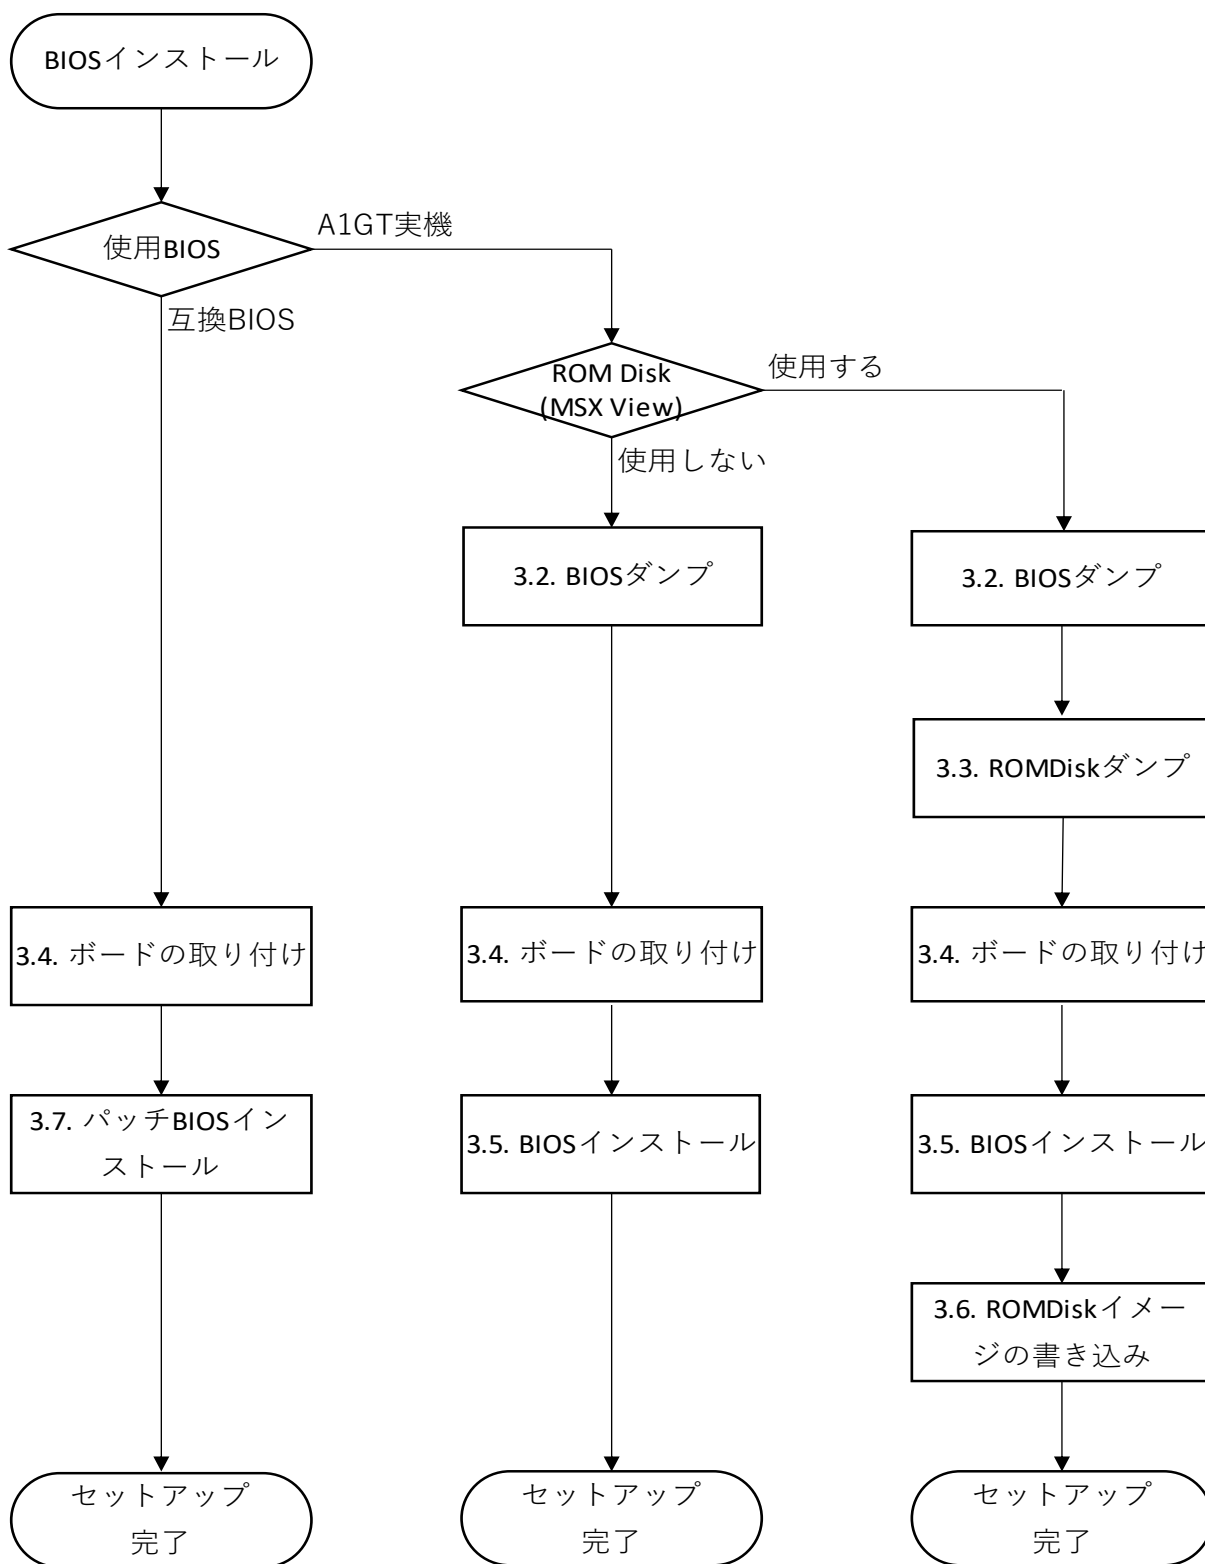 BIOSインストール
使用BIOS
A1GT実機
互換BIOS
ROM Disk
(MSX View)
使用する
使用しない
3.2. BIOSダンプ
3.2. BIOSダンプ
3.3. ROMDiskダンプ
3.4. ボードの取り付け
3.4. ボードの取り付け
3.4. ボードの取り付け
3.7. パッチBIOSイン
ストール
3.5. BIOSインストール
3.5. BIOSインストール
3.6. ROMDiskイメー
ジの書き込み
セットアップ
完了
セットアップ
完了
セットアップ
完了